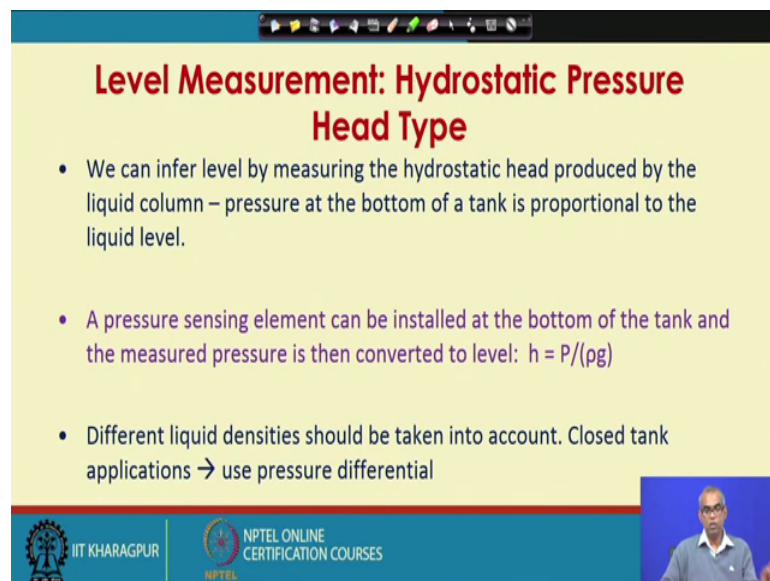 Level Measurement: Hydrostatic Pressure
Head Type
• We can infer level by measuring the hydrostatic head produced by the
liquid column – pressure at the bottom of a tank is proportional to the
liquid level.
• A pressure sensing element can be installed at the bottom of the tank and
the measured pressure is then converted to level: h = P/(ρg)
• Different liquid densities should be taken into account. Closed tank
applications → use pressure differential
IIT KHARAGPUR
NPTEL ONLINE
CERTIFICATION COURSES
NPTEL